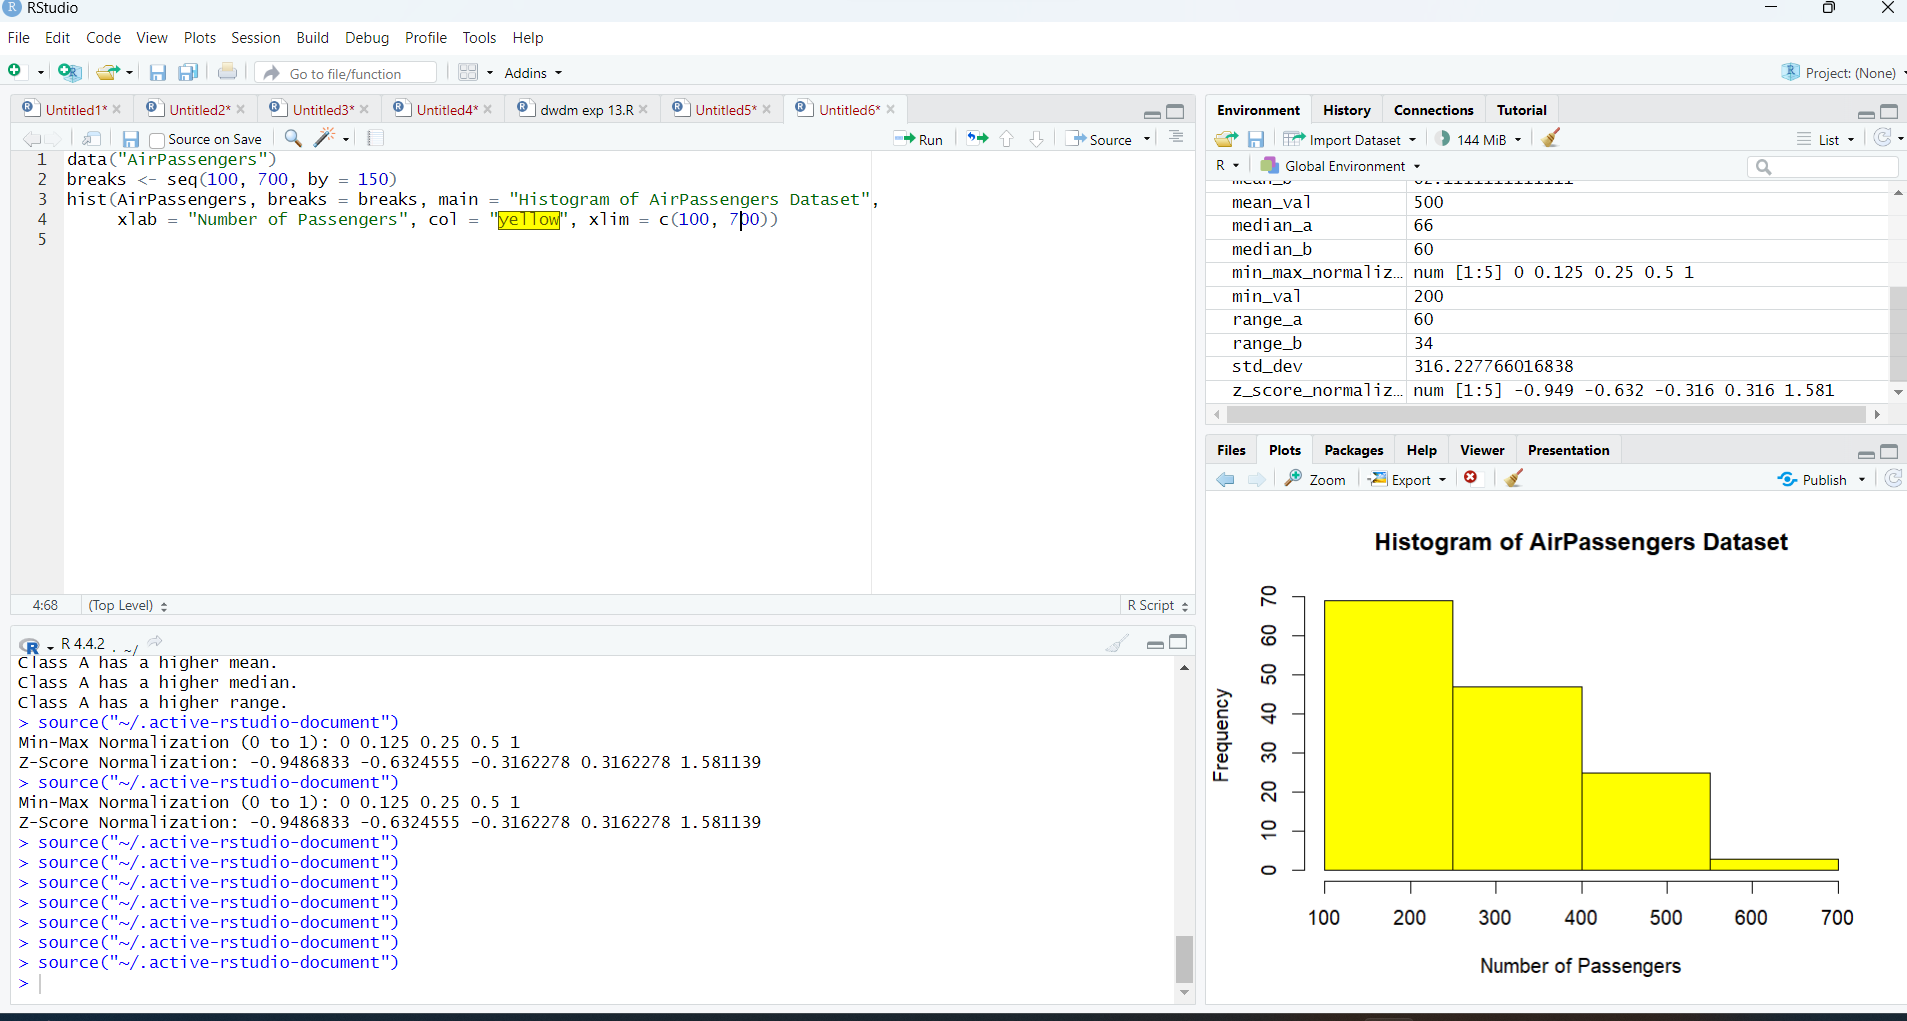 RStudio
File Edit Code View Plots Session Build Debug Profile Tools Help
Go to file/function Addins Project: (None)
Untitled1* Untitled2* Untitled3* Untitled4* dwdm exp 13.R Untitled5* Untitled6*
Source on Save Run Source
1 data("AirPassengers")
2 breaks <- seq(100, 700, by = 150)
3 hist(AirPassengers, breaks = breaks, main = "Histogram of AirPassengers Dataset",
4 xlab = "Number of Passengers", col = "yellow", xlim = c(100, 700))
5
4:68 (Top Level) R Script
R 4.4.2 . ~/
Class A has a higher mean.
Class A has a higher median.
Class A has a higher range.
> source("~/.active-rstudio-document")
Min-Max Normalization (0 to 1): 0 0.125 0.25 0.5 1
Z-Score Normalization: -0.9486833 -0.6324555 -0.3162278 0.3162278 1.581139
> source("~/.active-rstudio-document")
Min-Max Normalization (0 to 1): 0 0.125 0.25 0.5 1
Z-Score Normalization: -0.9486833 -0.6324555 -0.3162278 0.3162278 1.581139
> source("~/.active-rstudio-document")
> source("~/.active-rstudio-document")
> source("~/.active-rstudio-document")
> source("~/.active-rstudio-document")
> source("~/.active-rstudio-document")
> source("~/.active-rstudio-document")
> source("~/.active-rstudio-document")
>
Environment History Connections Tutorial
Import Dataset 144 MiB List
R Global Environment
mean_val 500
median_a 66
median_b 60
min_max_normaliz… num [1:5] 0 0.125 0.25 0.5 1
min_val 200
range_a 60
range_b 34
std_dev 316.227766016838
z_score_normaliz… num [1:5] -0.949 -0.632 -0.316 0.316 1.581
Files Plots Packages Help Viewer Presentation
Zoom Export Publish
Histogram of AirPassengers Dataset
Frequency
70
60
50
40
30
20
10
0
100 200 300 400 500 600 700
Number of Passengers